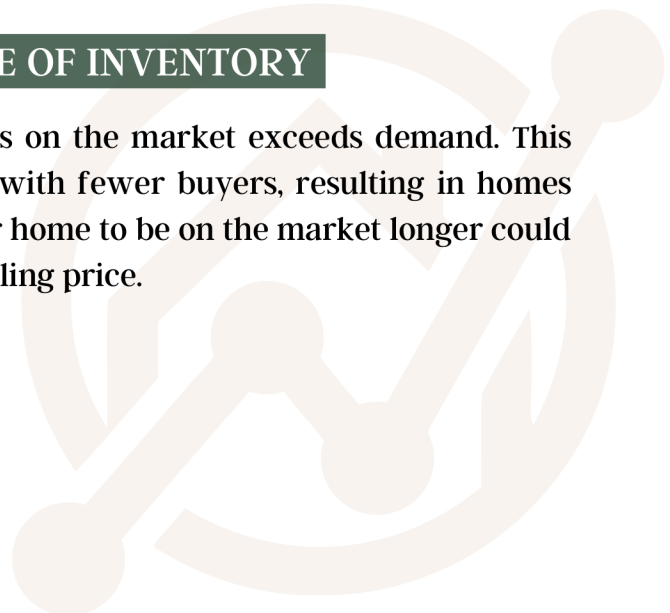 E OF INVENTORY
s on the market exceeds demand. This
with fewer buyers, resulting in homes
r home to be on the market longer could
ling price.